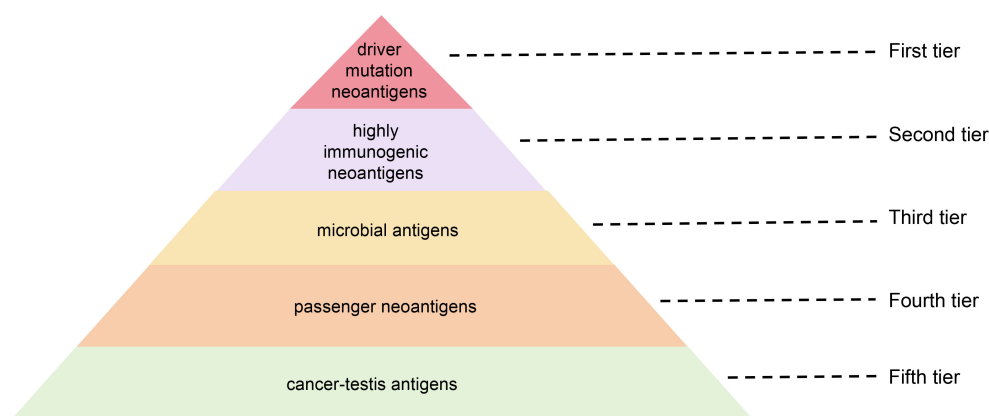 driver
mutation
neoantigens
First tier
highly
immunogenic
neoantigens
Second tier
microbial antigens
Third tier
passenger neoantigens
Fourth tier
cancer-testis antigens
Fifth tier